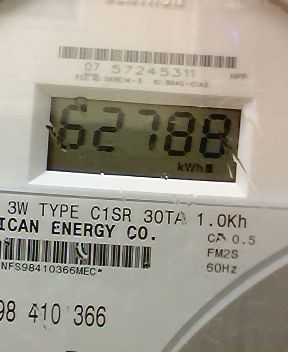 07 57245311
62788
kWh
3W TYPE C1SR 30TA 1.0Kh
ICAN ENERGY CO.
CA 0.5
FM2S
60Hz
NFS98410366MEC*
98 410 366